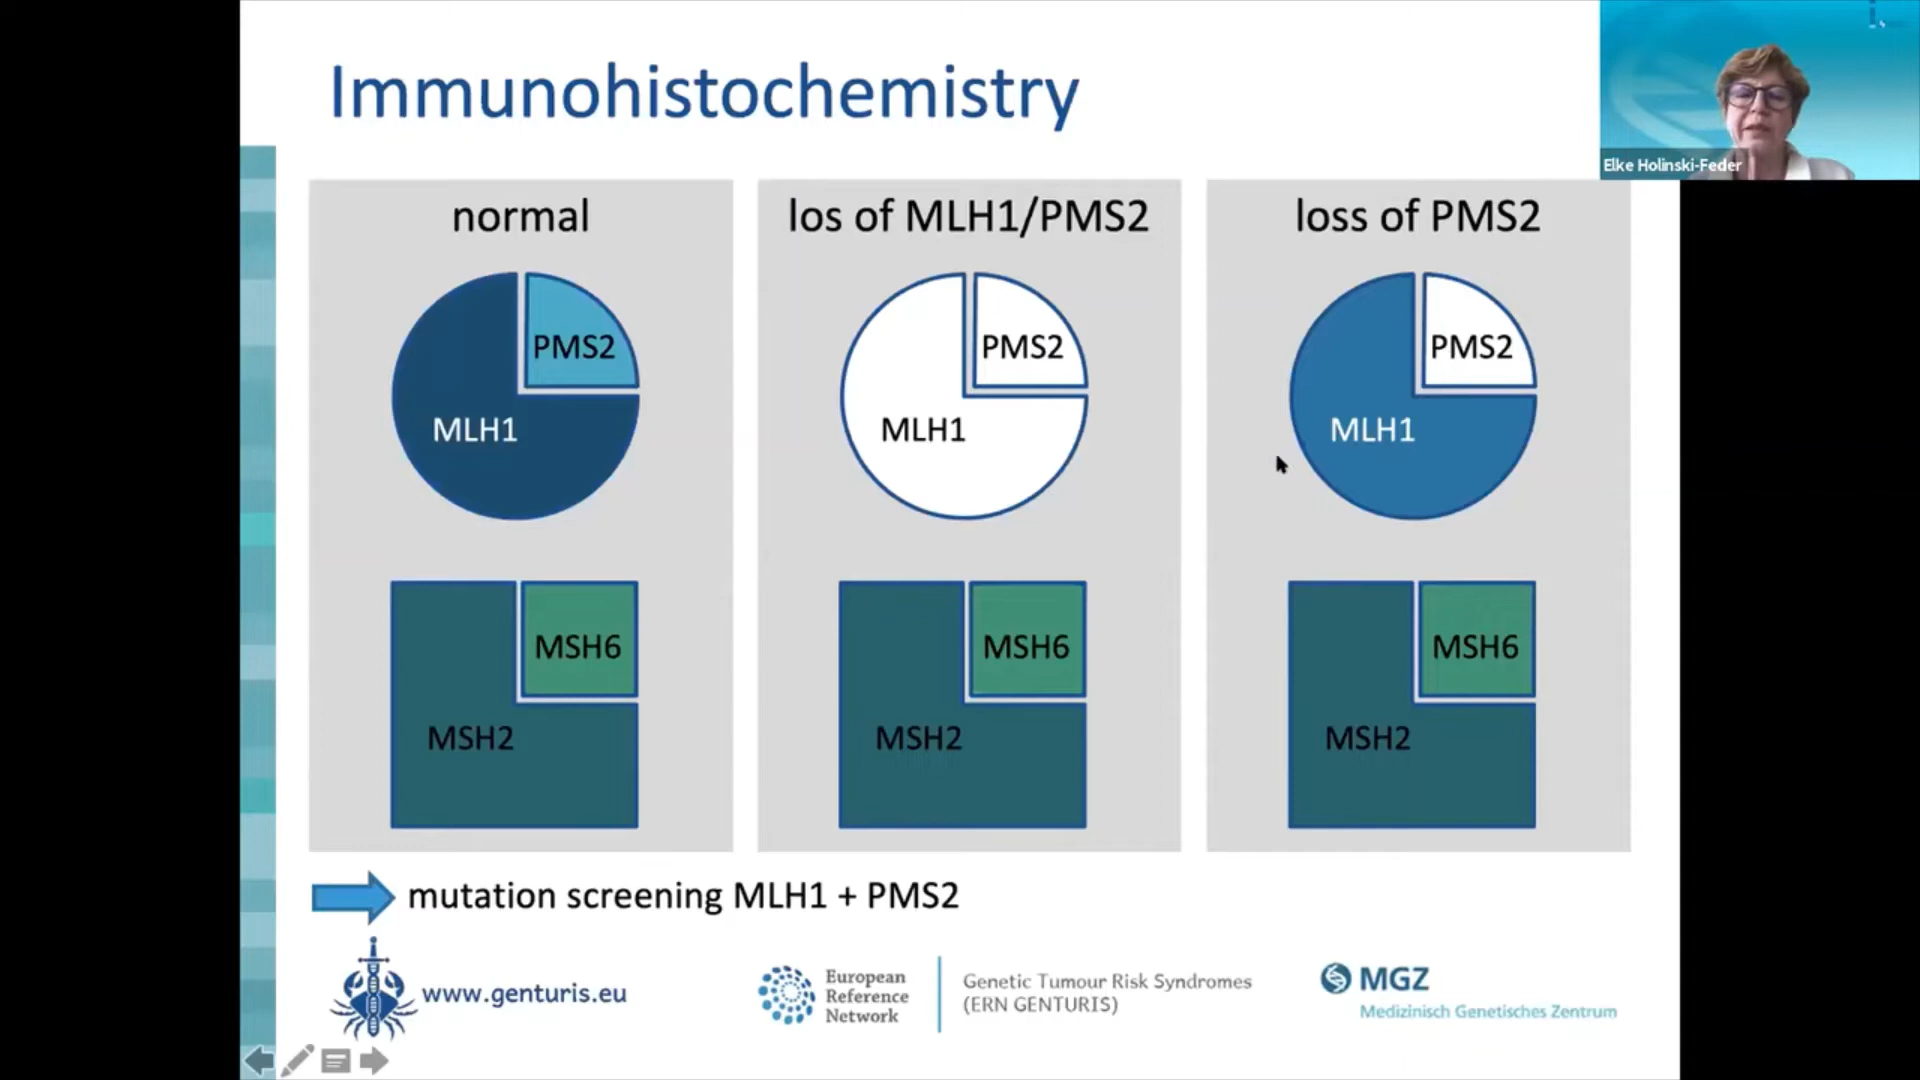 Immunohistochemistry
Elke Holinski-Feder
normal
PMS2
MLH1
MSH6
MSH2
los of MLH1/PMS2
PMS2
MLH1
MSH6
MSH2
loss of PMS2
PMS2
MLH1
MSH6
MSH2
mutation screening MLH1 + PMS2
www.genturis.eu
European
Reference
Network
Genetic Tumour Risk Syndromes
(ERN GENTURIS)
MGZ
Medizinisch Genetisches Zentrum